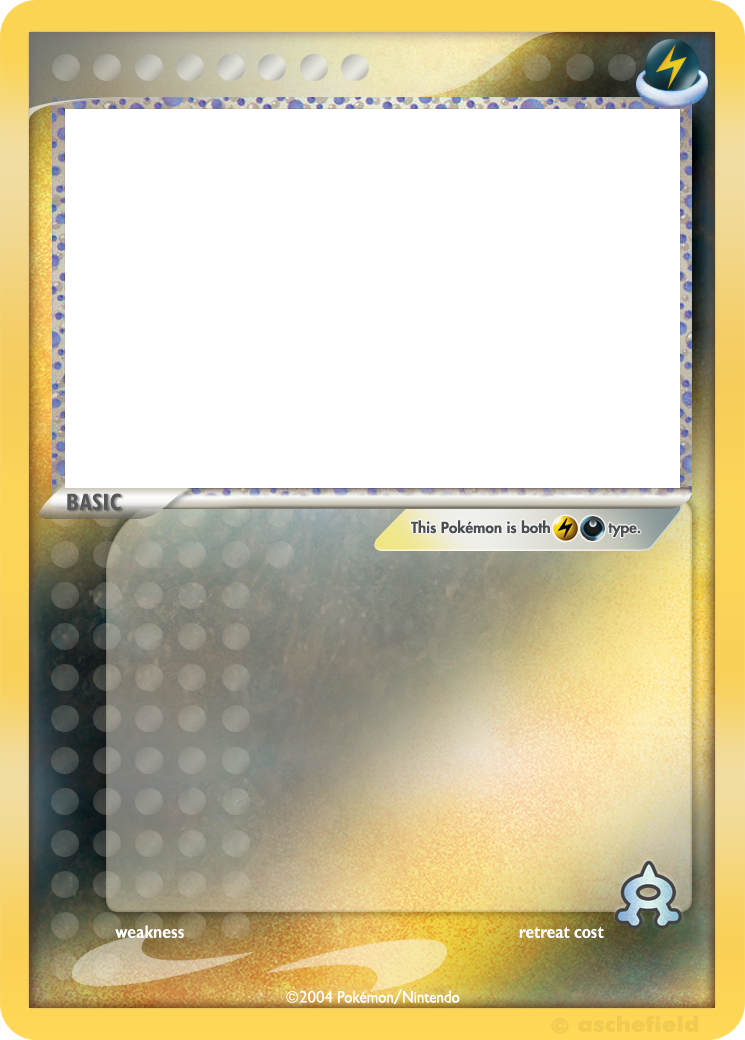 BASIC
This Pokémon is both type.
weakness
retreat cost
©2004 Pokémon/Nintendo
© aschefield